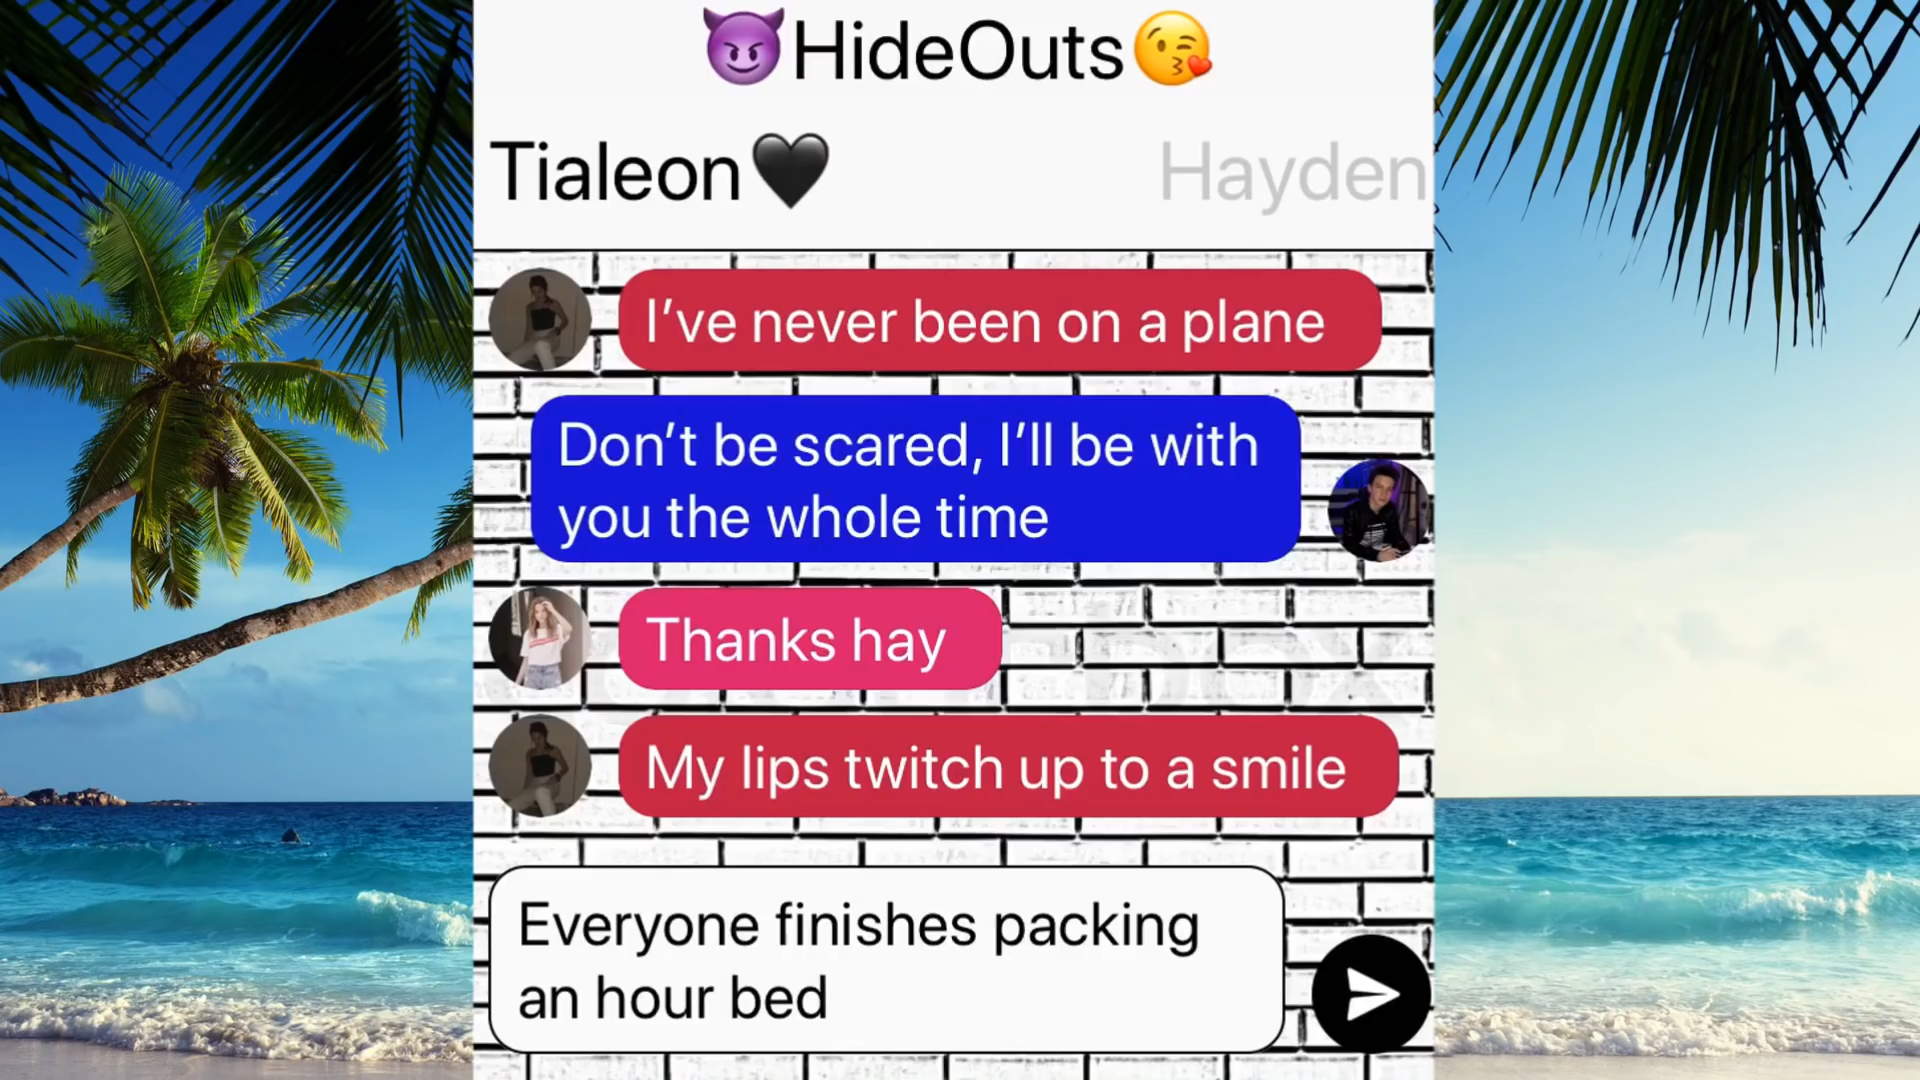 😈HideOuts😘
Tialeon🖤 Hayden
I’ve never been on a plane
Don’t be scared, I’ll be with
you the whole time
Thanks hay
My lips twitch up to a smile
Everyone finishes packing
an hour bed